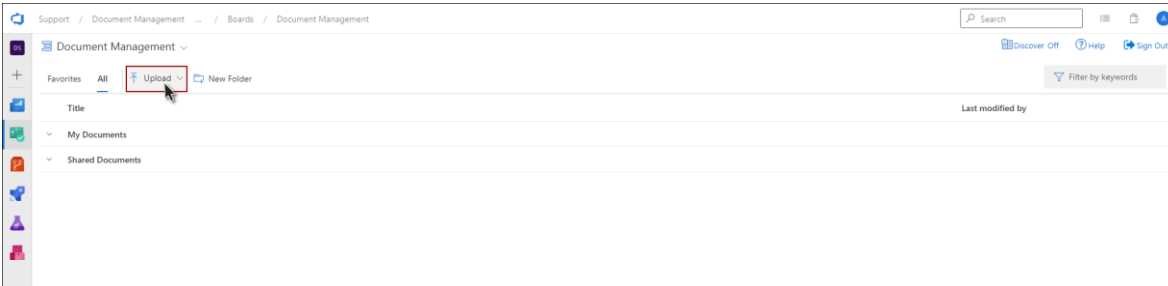 Support / Document Management ... / Boards / Document Management Search A
DS Document Management Discover Off Help Sign Out
Favorites All Upload New Folder Filter by keywords
Title Last modified by
My Documents
Shared Documents